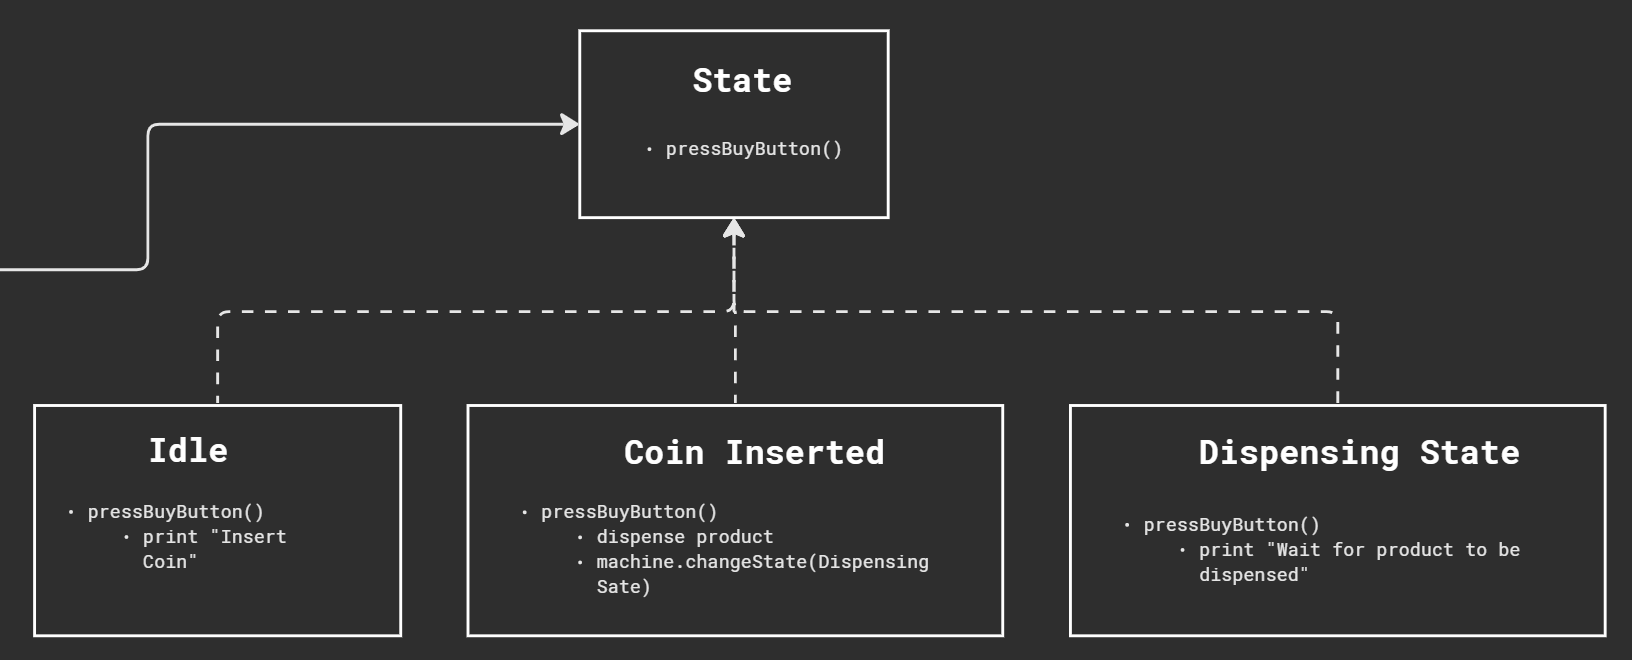 State
• pressBuyButton()
Idle
• pressBuyButton()
• print "Insert
Coin"
Coin Inserted
• pressBuyButton()
• dispense product
• machine.changeState(Dispensing
Sate)
Dispensing State
• pressBuyButton()
• print "Wait for product to be
dispensed"